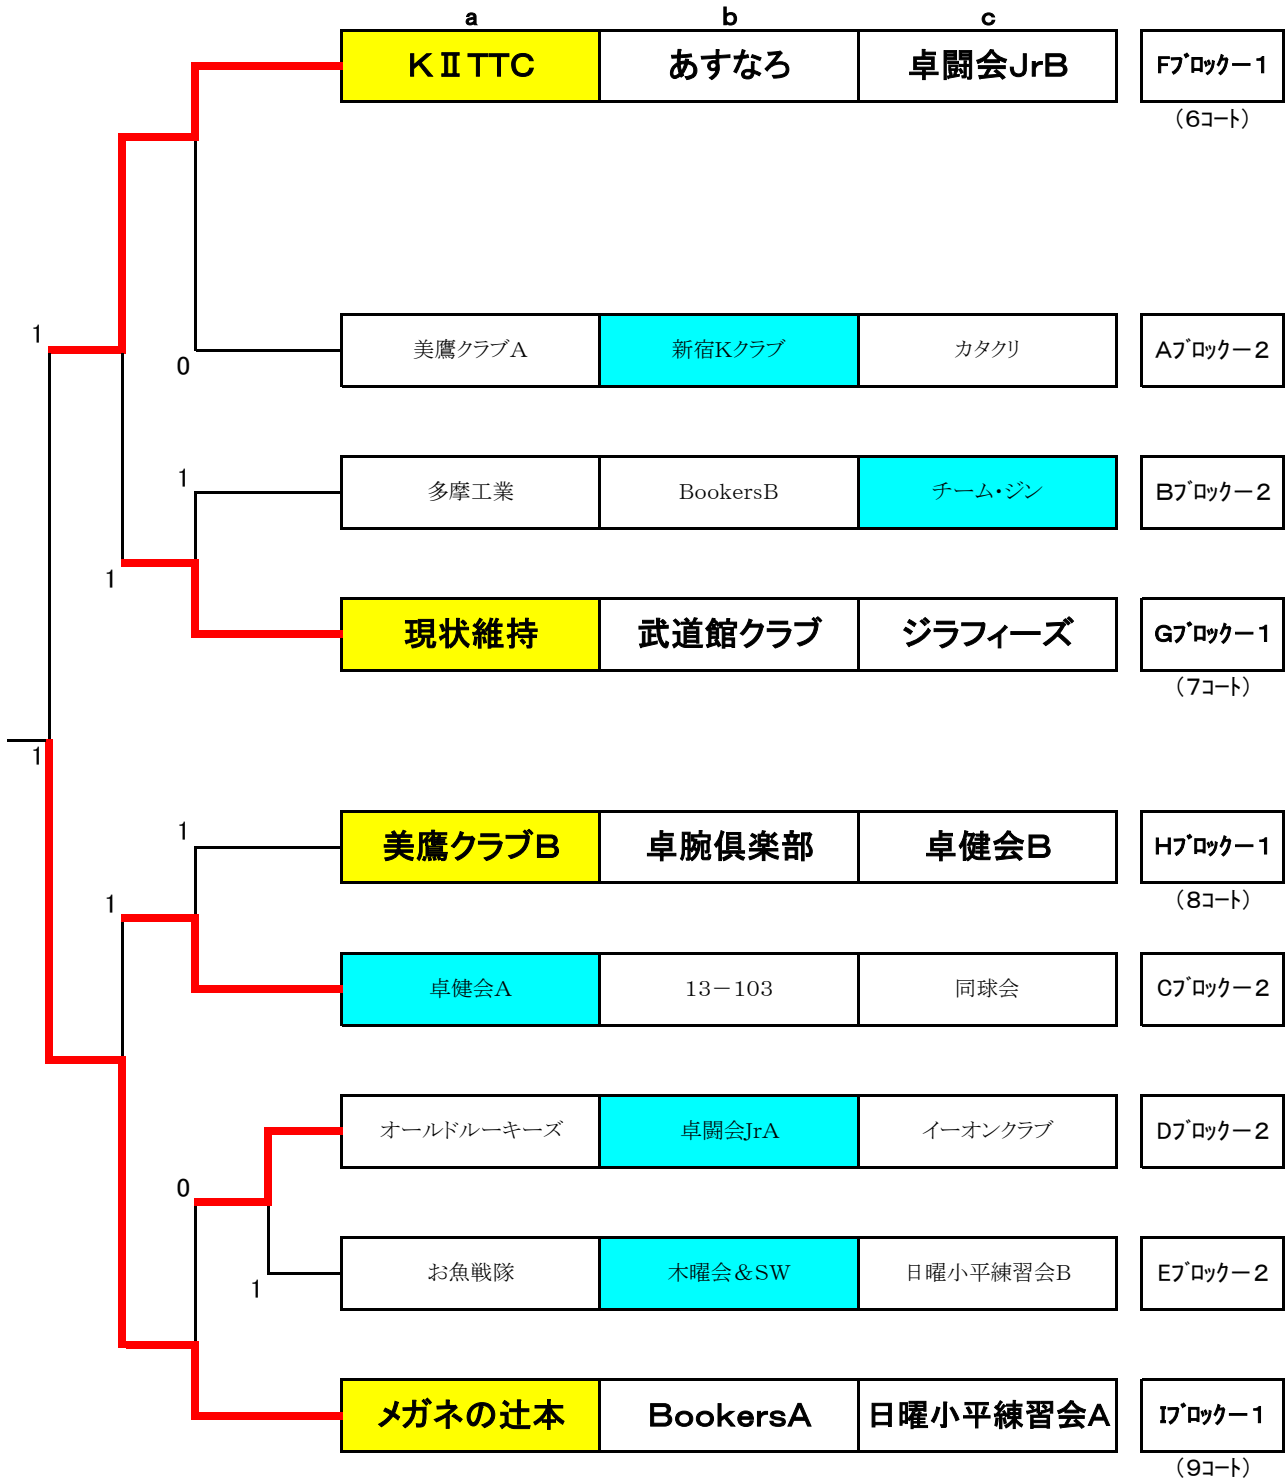 a b c
KⅡTTC あすなろ 卓闘会JrB Fブロックー1
（6コート）
1
美鷹クラブA 新宿Kクラブ カタクリ Aブロックー2
0
1
多摩工業 BookersB チーム・ジン Bブロックー2
1
現状維持 武道館クラブ ジラフィーズ Gブロックー1
（7コート）
1
1
美鷹クラブB 卓腕倶楽部 卓健会B Hブロックー1
（8コート）
1
卓健会A 13－103 同球会 Cブロックー2
オールドルーキーズ 卓闘会JrA イーオンクラブ Dブロックー2
0
お魚戦隊 木曜会＆SW 日曜小平練習会B Eブロックー2
1
メガネの辻本 BookersA 日曜小平練習会A Iブロックー1
（9コート）